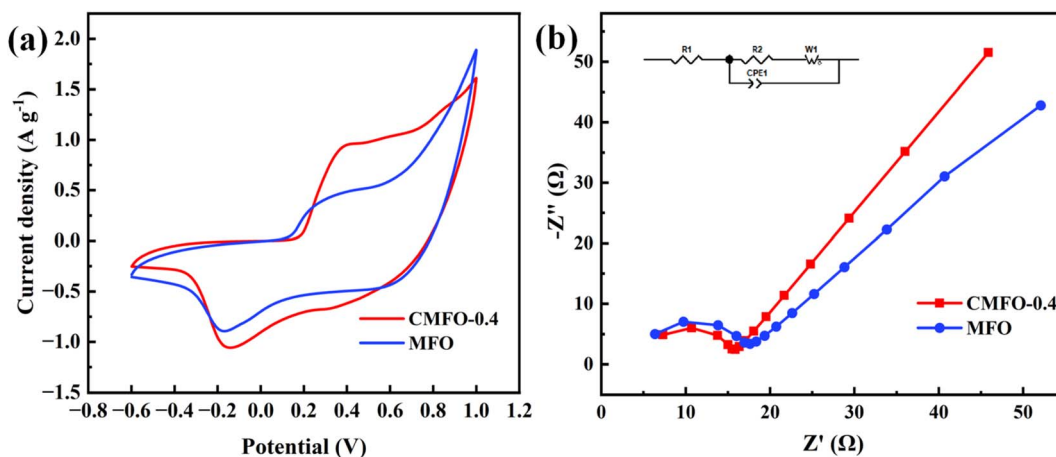 (a)
2.0
1.5
1.0
0.5
0.0
−0.5
−1.0
−1.5
Current density (A g⁻¹)
−0.8 −0.6 −0.4 −0.2 0.0 0.2 0.4 0.6 0.8 1.0 1.2
Potential (V)
CMFO-0.4
MFO
(b)
R1 R2 W1
CPE1
50
40
30
20
10
0
-Z'' (Ω)
0 10 20 30 40 50
Z' (Ω)
CMFO-0.4
MFO